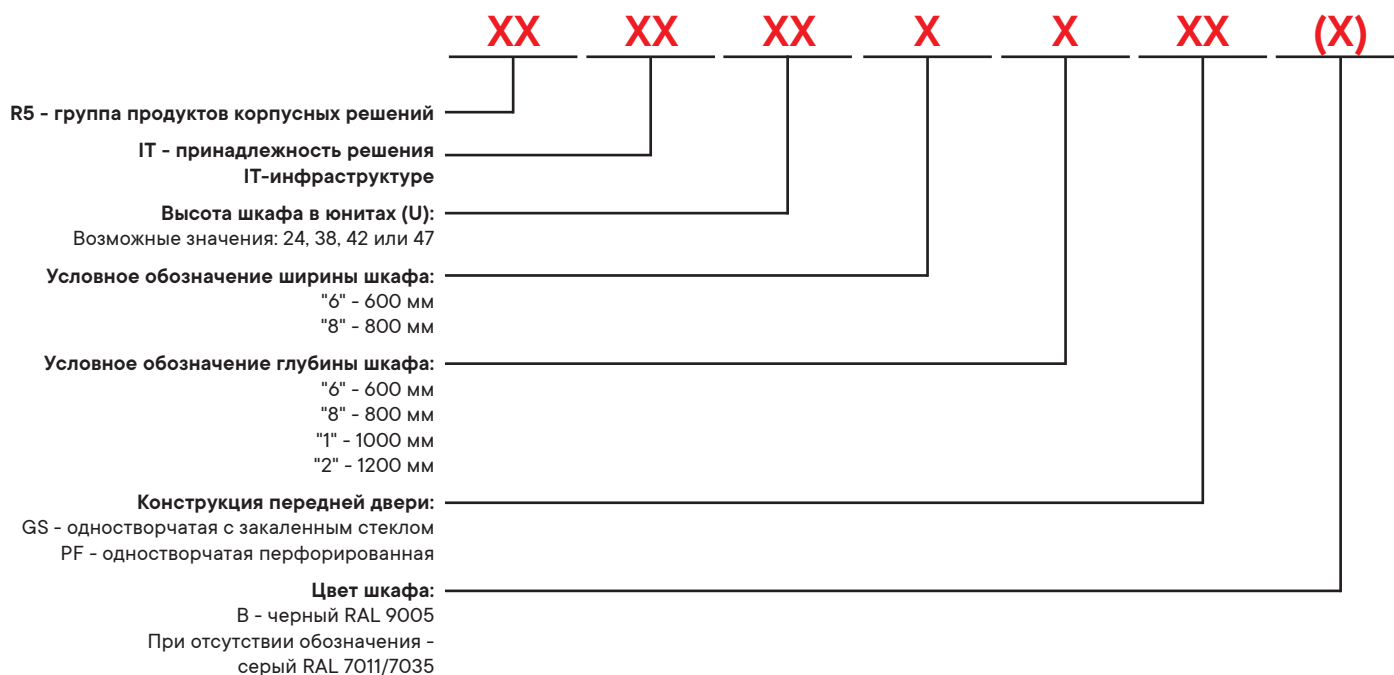 XX XX XX X X XX (X)
R5 - группа продуктов корпусных решений
IT - принадлежность решения
IT-инфраструктуре
Высота шкафа в юнитах (U):
Возможные значения: 24, 38, 42 или 47
Условное обозначение ширины шкафа:
"6" - 600 мм
"8" - 800 мм
Условное обозначение глубины шкафа:
"6" - 600 мм
"8" - 800 мм
"1" - 1000 мм
"2" - 1200 мм
Конструкция передней двери:
GS - одностворчатая с закаленным стеклом
PF - одностворчатая перфорированная
Цвет шкафа:
B - черный RAL 9005
При отсутствии обозначения -
серый RAL 7011/7035